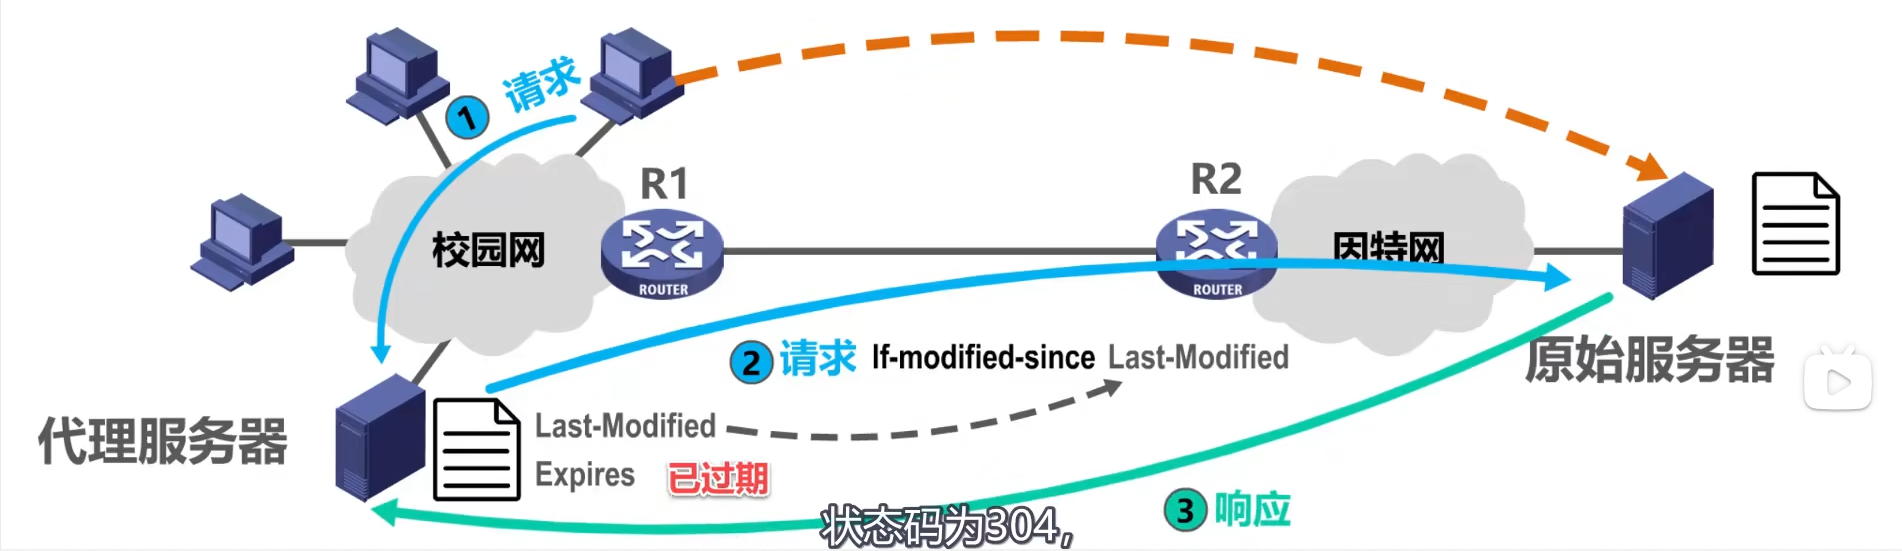 1 请求
R1
R2
校园网
因特网
ROUTER
ROUTER
2 请求 If-modified-since Last-Modified
原始服务器
代理服务器
Last-Modified
Expires 已过期
3 响应
状态码为304,